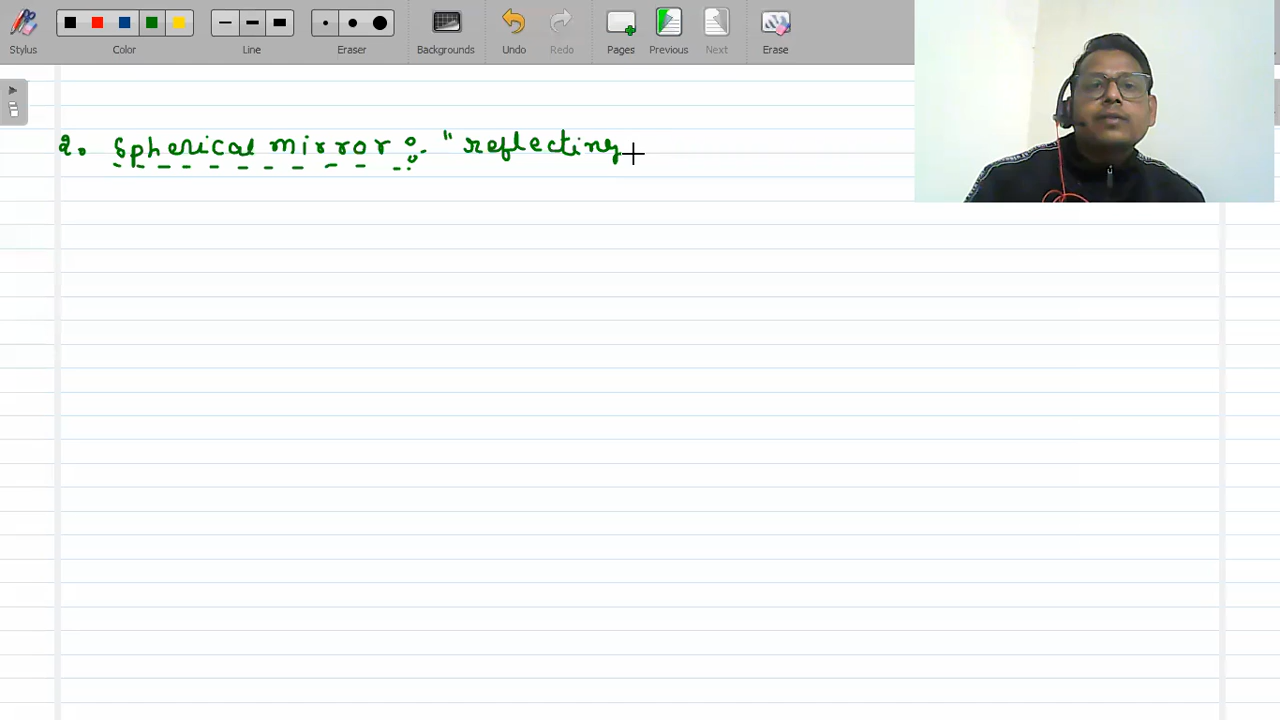 Stylus
Color
Line
Eraser
Backgrounds
Undo
Redo
Pages
Previous
Next
Erase
2. Spherical mirror :- "reflecting